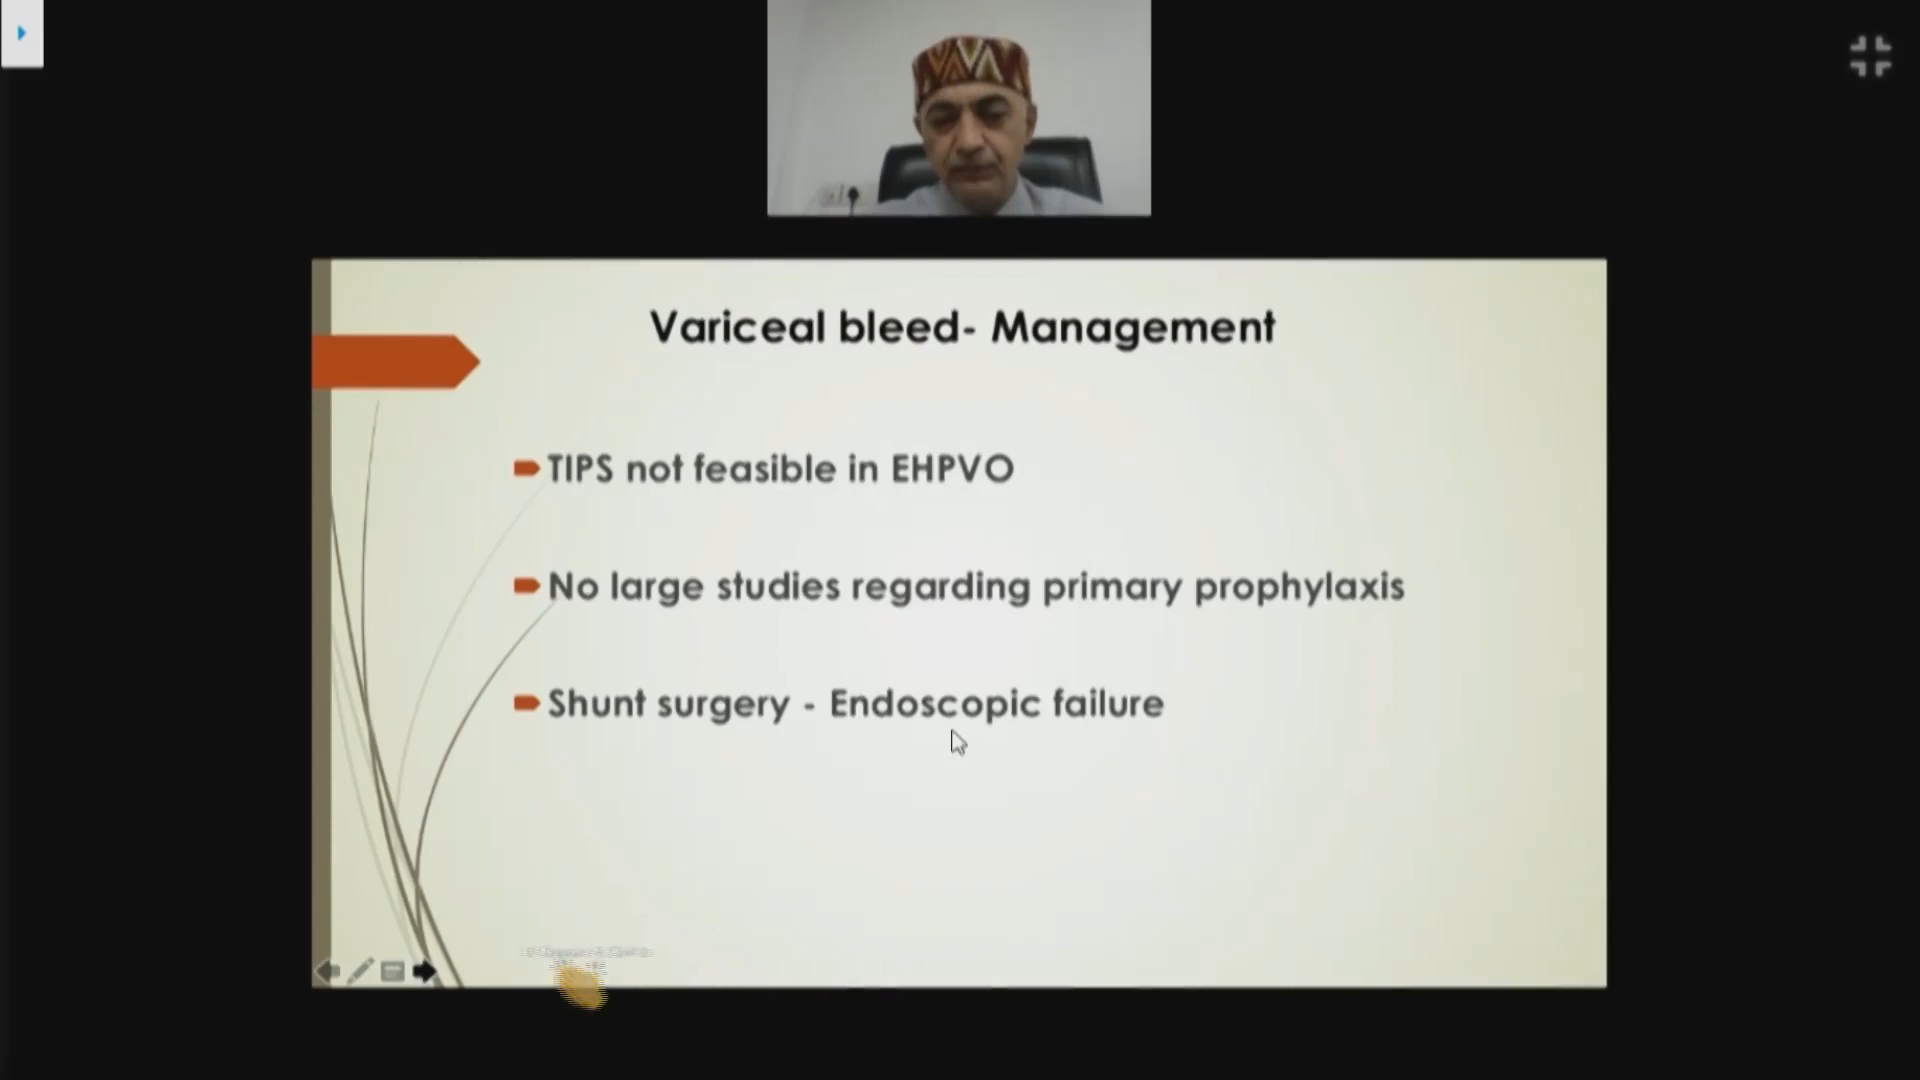 Variceal bleed- Management
TIPS not feasible in EHPVO
No large studies regarding primary prophylaxis
Shunt surgery - Endoscopic failure